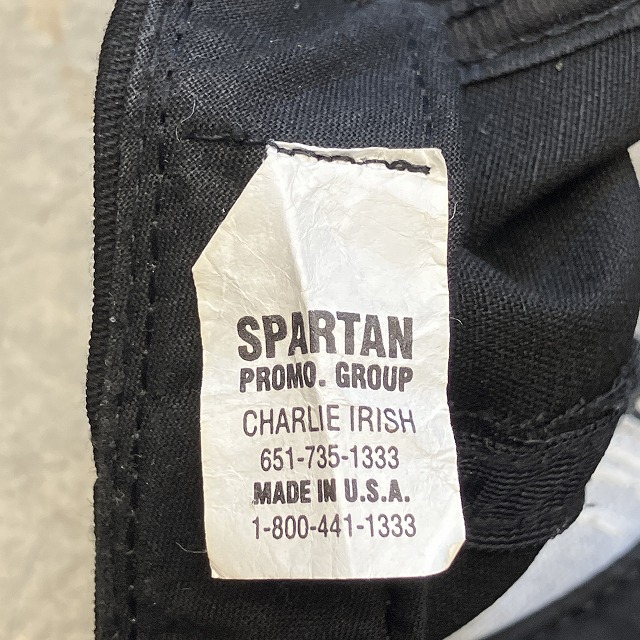 SPARTAN
PROMO. GROUP
CHARLIE IRISH
651-735-1333
MADE IN U.S.A.
1-800-441-1333